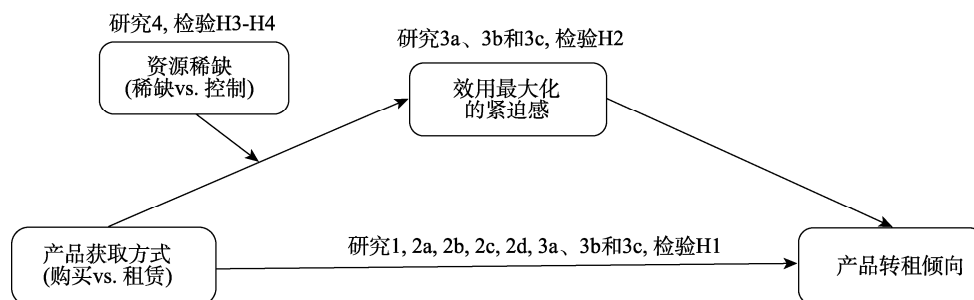 研究4, 检验H3-H4
资源稀缺
(稀缺vs. 控制)
研究3a、3b和3c, 检验H2
效用最大化
的紧迫感
产品获取方式
(购买vs. 租赁)
研究1, 2a, 2b, 2c, 2d, 3a、3b和3c, 检验H1
产品转租倾向